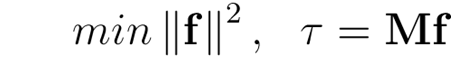 min ‖f‖², τ = Mf